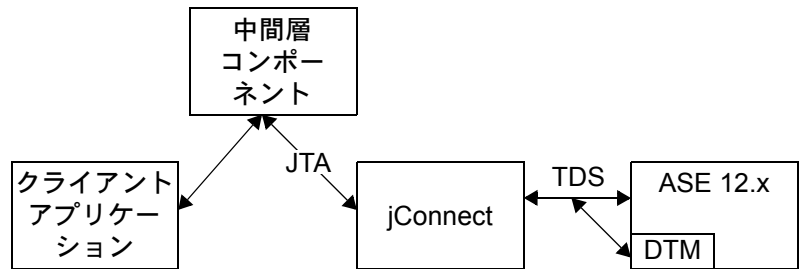 中間層
コンポー
ネント
JTA
クライアント
アプリケー
ション
jConnect
TDS
ASE 12.x
DTM